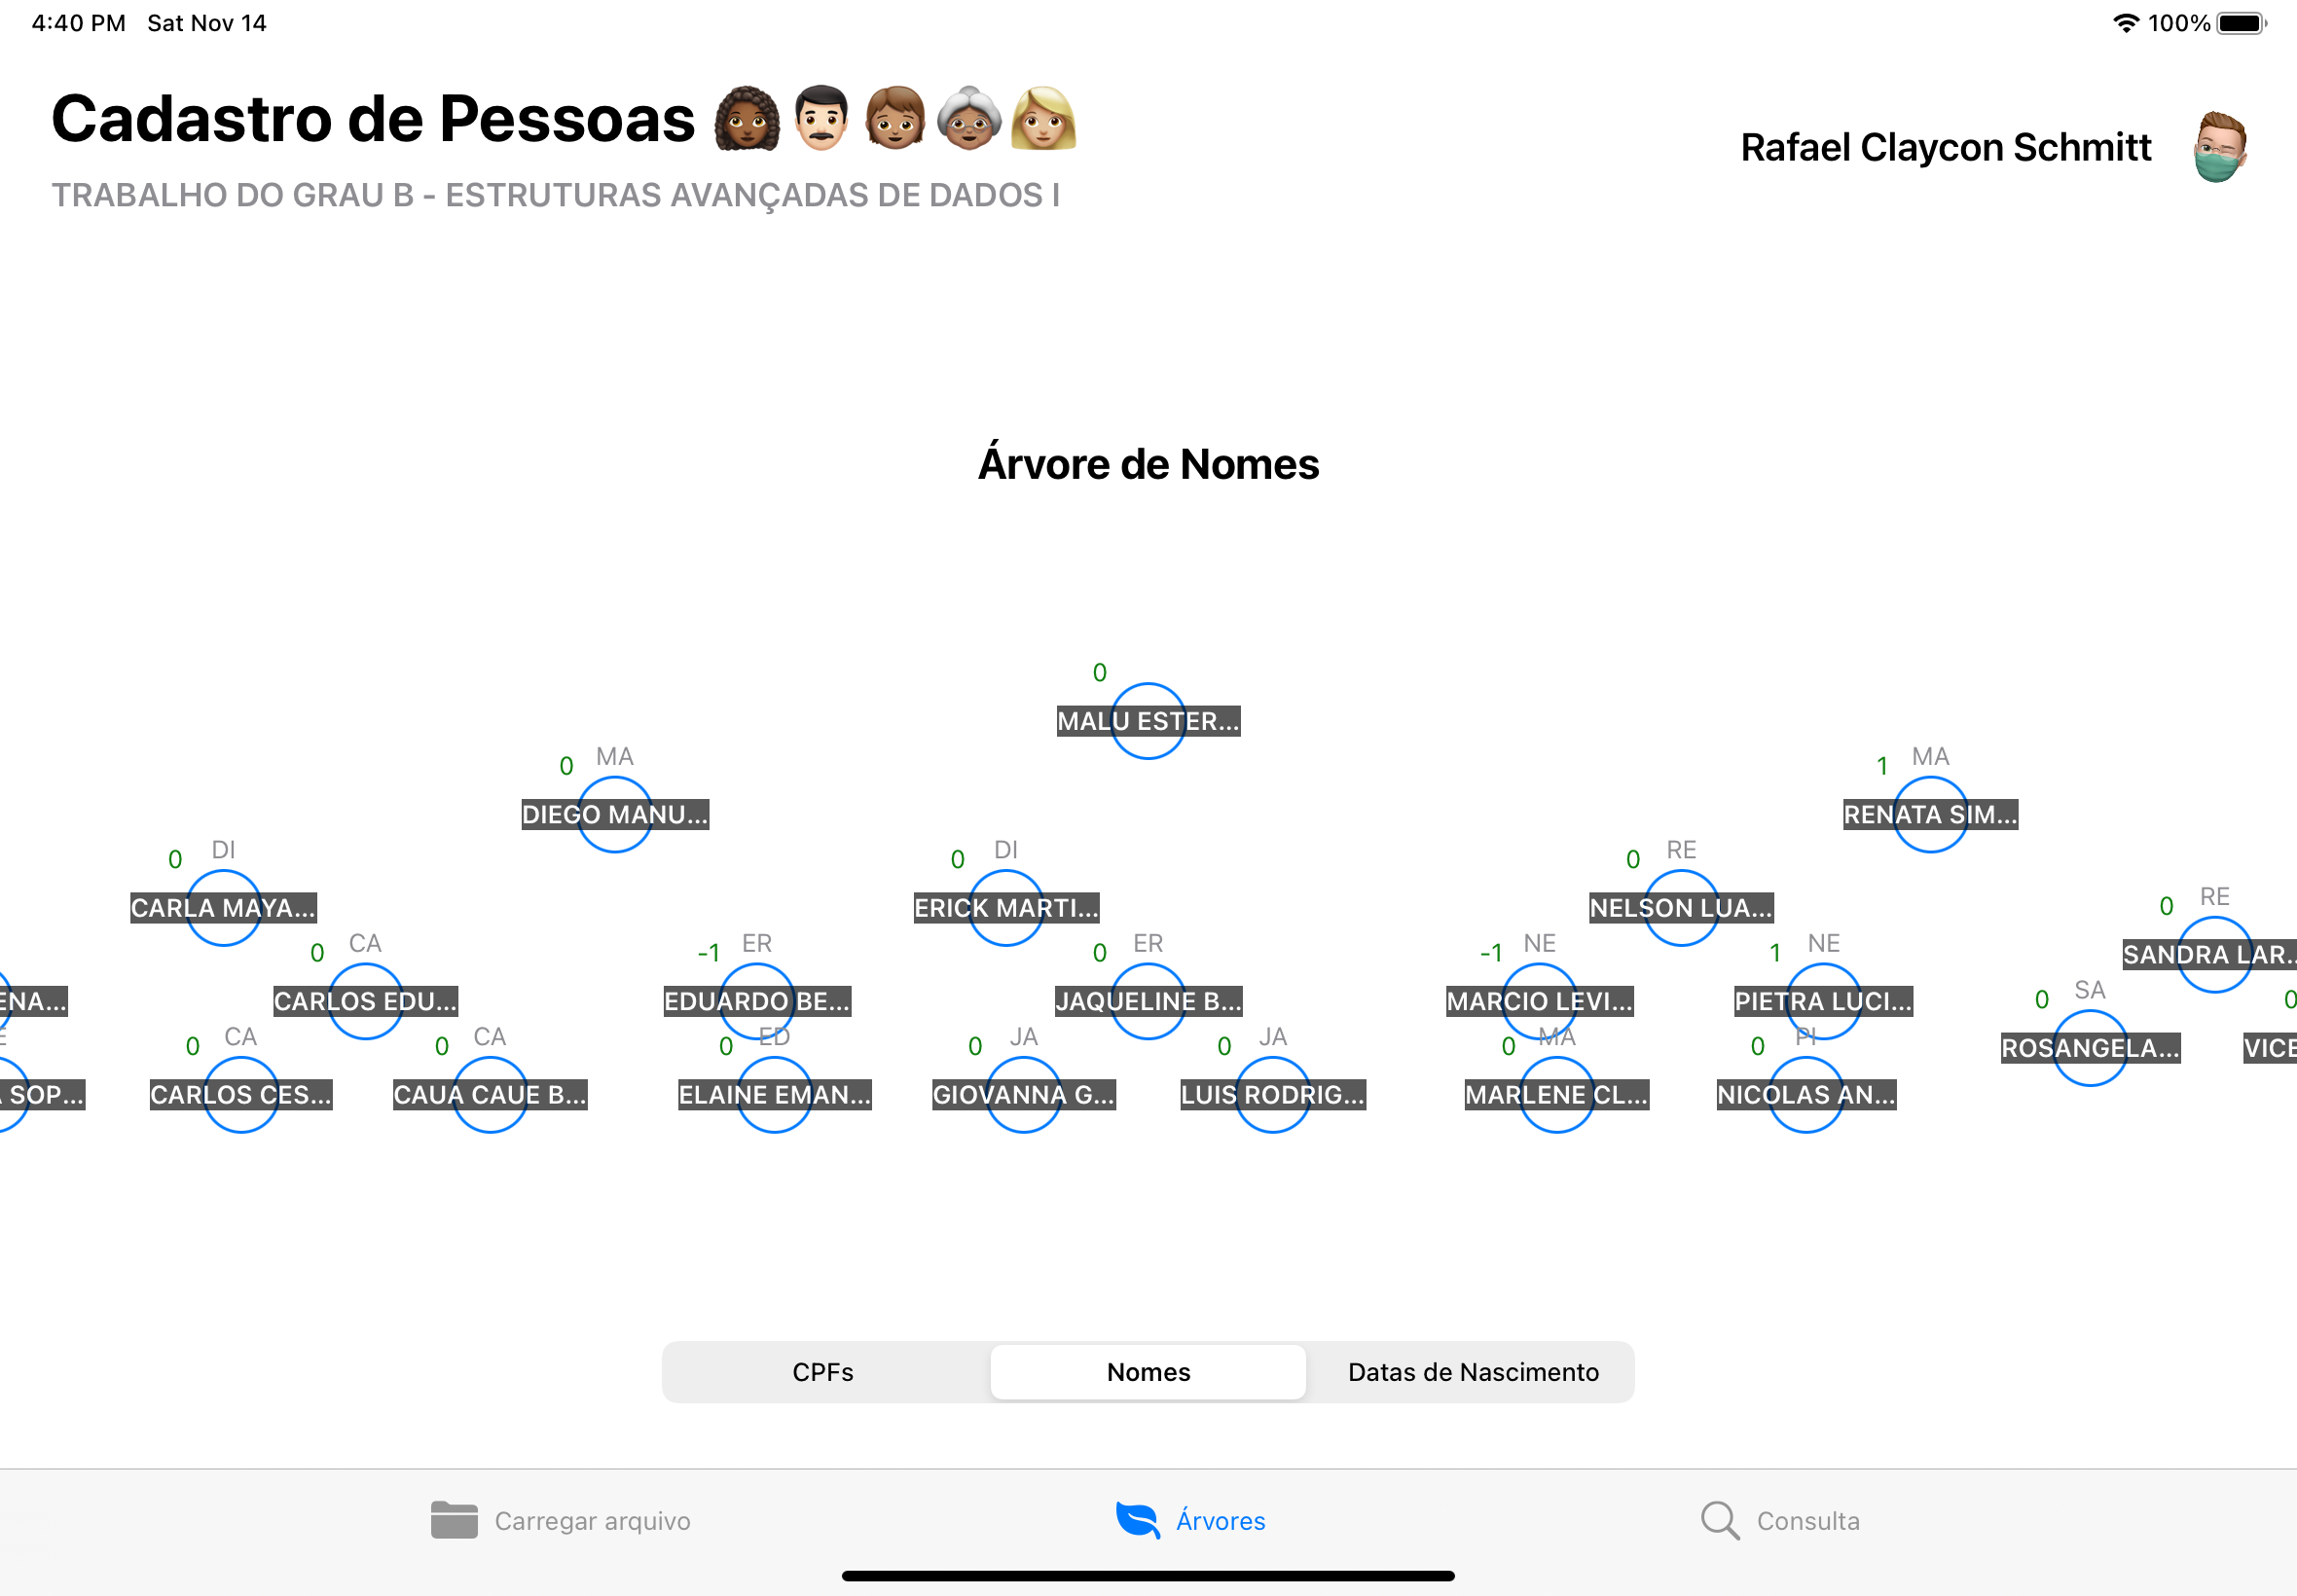 4:40 PM Sat Nov 14 100%
Cadastro de Pessoas
Rafael Claycon Schmitt
TRABALHO DO GRAU B - ESTRUTURAS AVANÇADAS DE DADOS I
Árvore de Nomes
0
MALU ESTER...
0 MA 1 MA
DIEGO MANU... RENATA SIM...
0 DI 0 DI 0 RE
CARLA MAYA... ERICK MARTI... NELSON LUA...
0 RE
SANDRA LAR..
0 CA -1 ER 0 ER -1 NE 1 NE
ENA... CARLOS EDU... EDUARDO BE... JAQUELINE B... MARCIO LEVI... PIETRA LUCI...
0 SA 0
ROSANGELA... VICE
0 CA 0 CA 0 ED 0 JA 0 JA 0 MA 0 PI
SOP... CARLOS CES... CAUA CAUE B... ELAINE EMAN... GIOVANNA G... LUIS RODRIG... MARLENE CL... NICOLAS AN...
CPFs Nomes Datas de Nascimento
Carregar arquivo Árvores Consulta